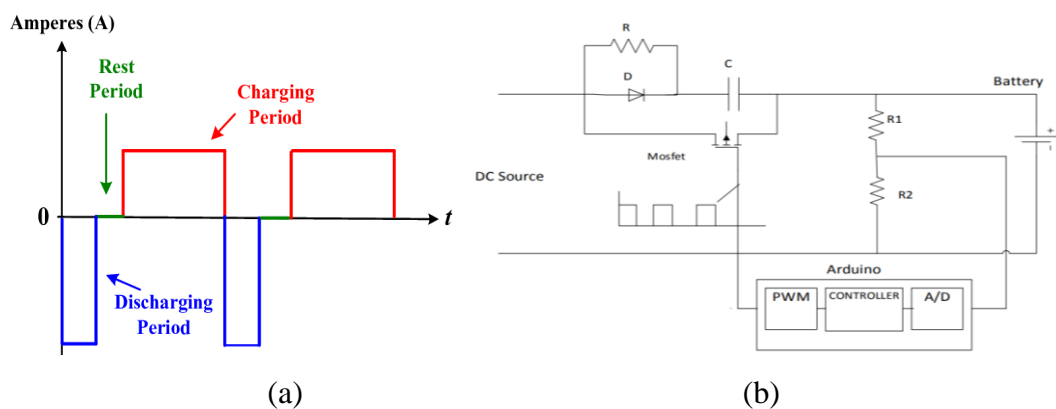 Amperes (A)
Rest
Period
Charging
Period
0
t
Discharging
Period
(a)
R
D
C
Battery
+
-
R1
Mosfet
DC Source
R2
Arduino
PWM
CONTROLLER
A/D
(b)